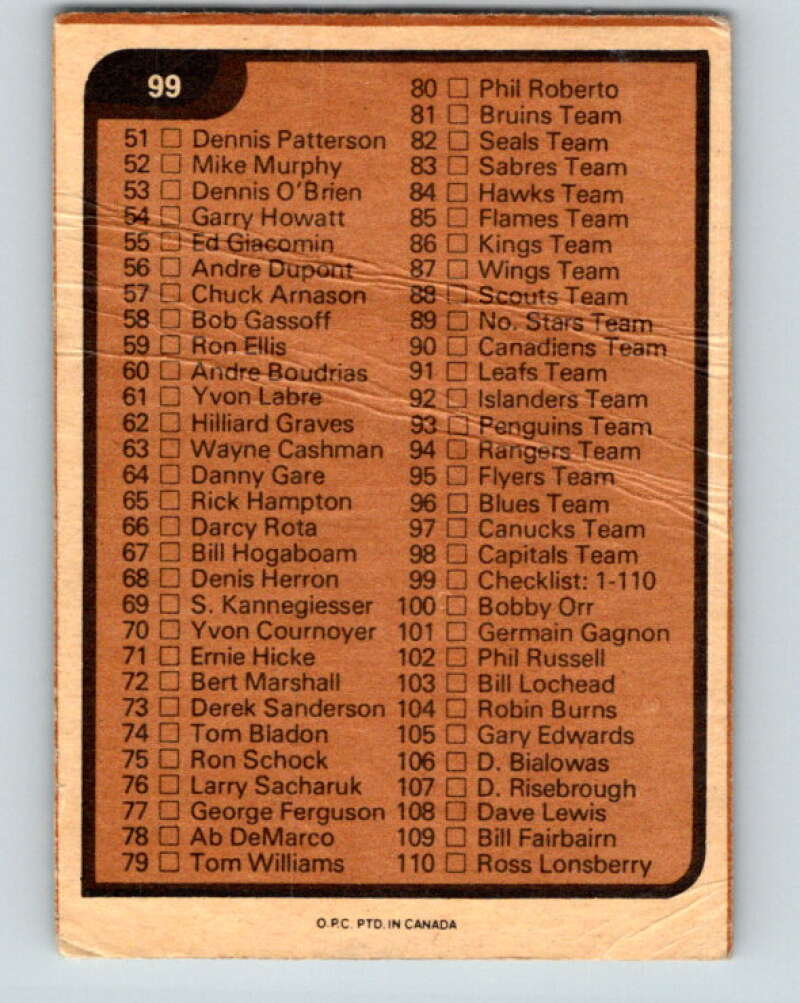 99
51 Dennis Patterson
52 Mike Murphy
53 Dennis O'Brien
54 Garry Howatt
55 Ed Giacomin
56 Andre Dupont
57 Chuck Arnason
58 Bob Gassoff
59 Ron Ellis
60 Andre Boudrias
61 Yvon Labre
62 Hilliard Graves
63 Wayne Cashman
64 Danny Gare
65 Rick Hampton
66 Darcy Rota
67 Bill Hogaboam
68 Denis Herron
69 S. Kannegiesser
70 Yvon Cournoyer
71 Ernie Hicke
72 Bert Marshall
73 Derek Sanderson
74 Tom Bladon
75 Ron Schock
76 Larry Sacharuk
77 George Ferguson
78 Ab DeMarco
79 Tom Williams
80 Phil Roberto
81 Bruins Team
82 Seals Team
83 Sabres Team
84 Hawks Team
85 Flames Team
86 Kings Team
87 Wings Team
88 Scouts Team
89 No. Stars Team
90 Canadiens Team
91 Leafs Team
92 Islanders Team
93 Penguins Team
94 Rangers Team
95 Flyers Team
96 Blues Team
97 Canucks Team
98 Capitals Team
99 Checklist: 1-110
100 Bobby Orr
101 Germain Gagnon
102 Phil Russell
103 Bill Lochead
104 Robin Burns
105 Gary Edwards
106 D. Bialowas
107 D. Risebrough
108 Dave Lewis
109 Bill Fairbairn
110 Ross Lonsberry
O.P.C. PTD. IN CANADA